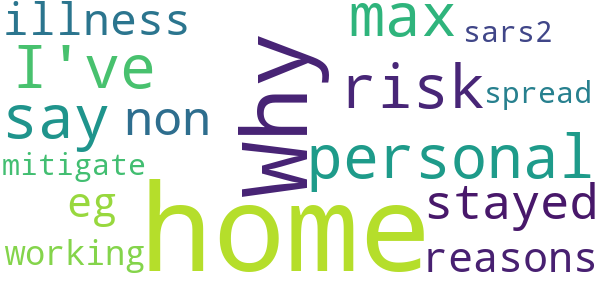 illness max sars2
I've why risk spread
say non personal
mitigate home stayed
eg
working reasons